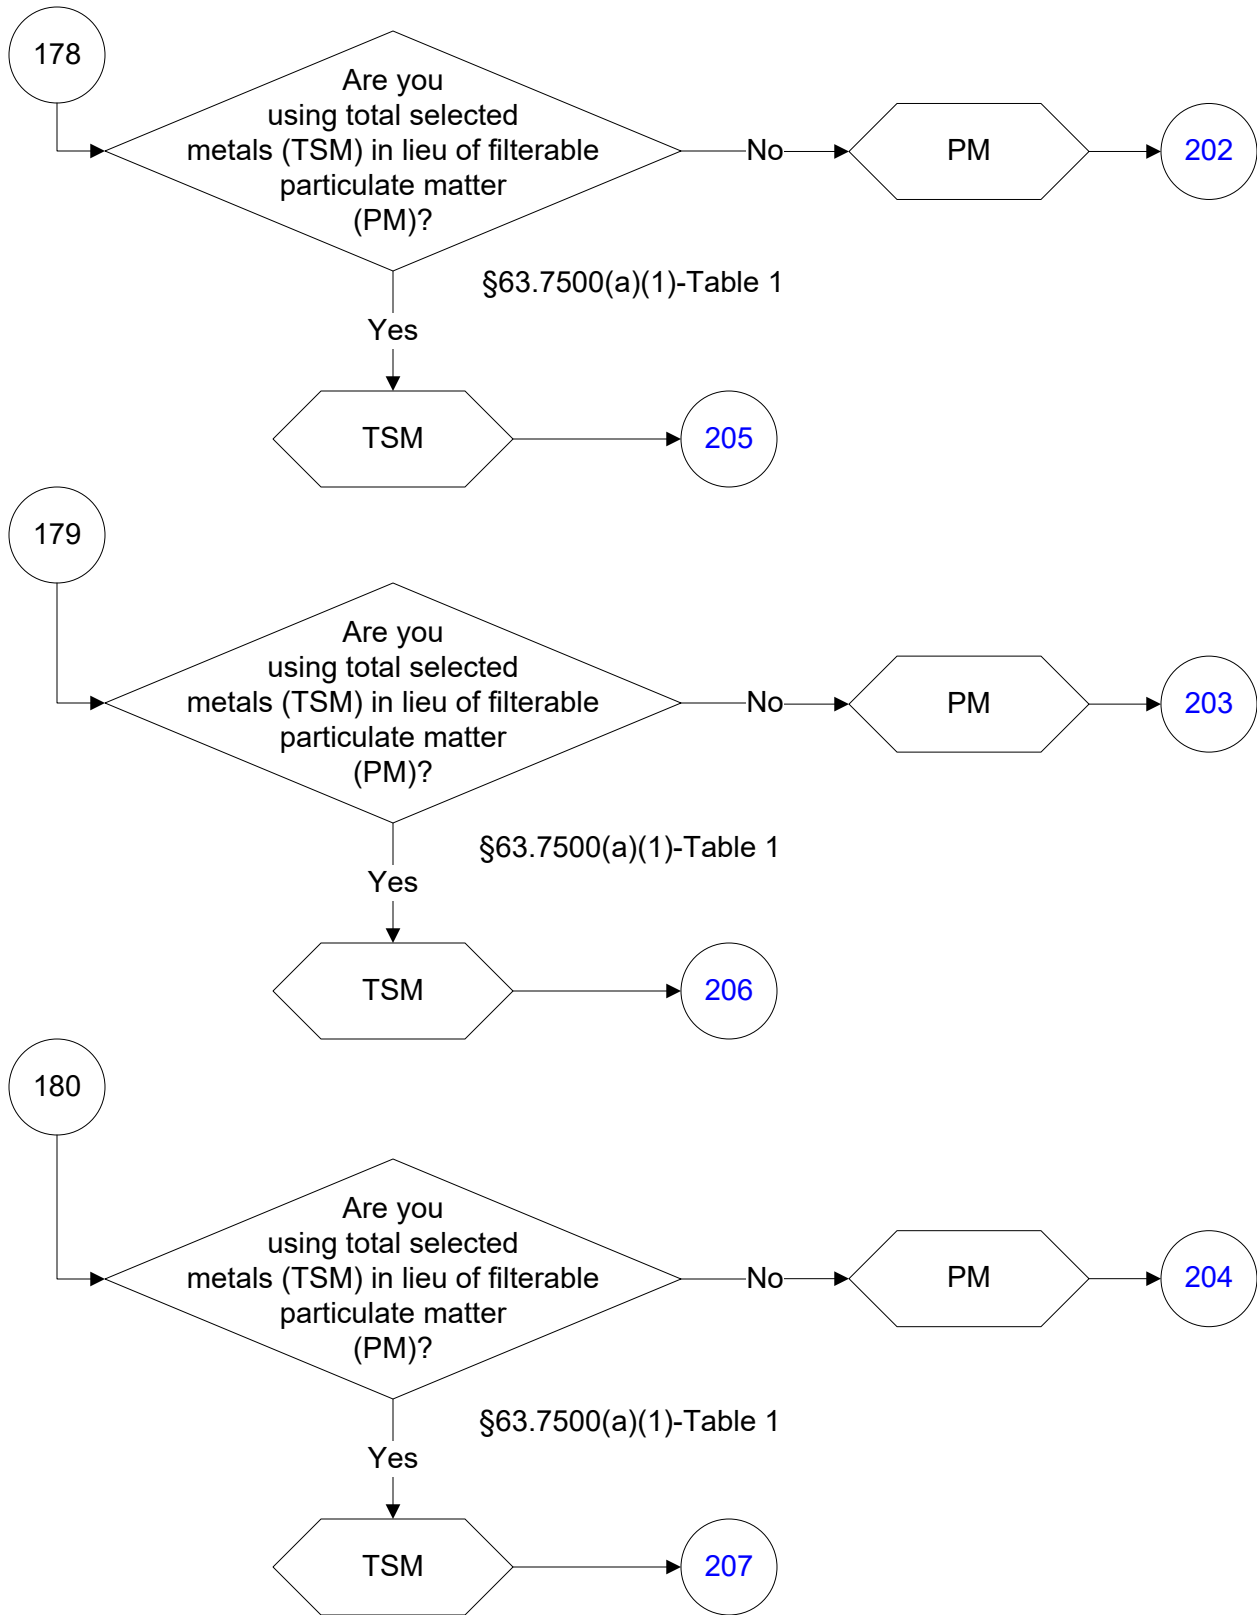 178
Are you
using total selected
metals (TSM) in lieu of filterable
particulate matter
(PM)?
No
PM
202
§63.7500(a)(1)-Table 1
Yes
TSM
205
179
Are you
using total selected
metals (TSM) in lieu of filterable
particulate matter
(PM)?
No
PM
203
§63.7500(a)(1)-Table 1
Yes
TSM
206
180
Are you
using total selected
metals (TSM) in lieu of filterable
particulate matter
(PM)?
No
PM
204
§63.7500(a)(1)-Table 1
Yes
TSM
207